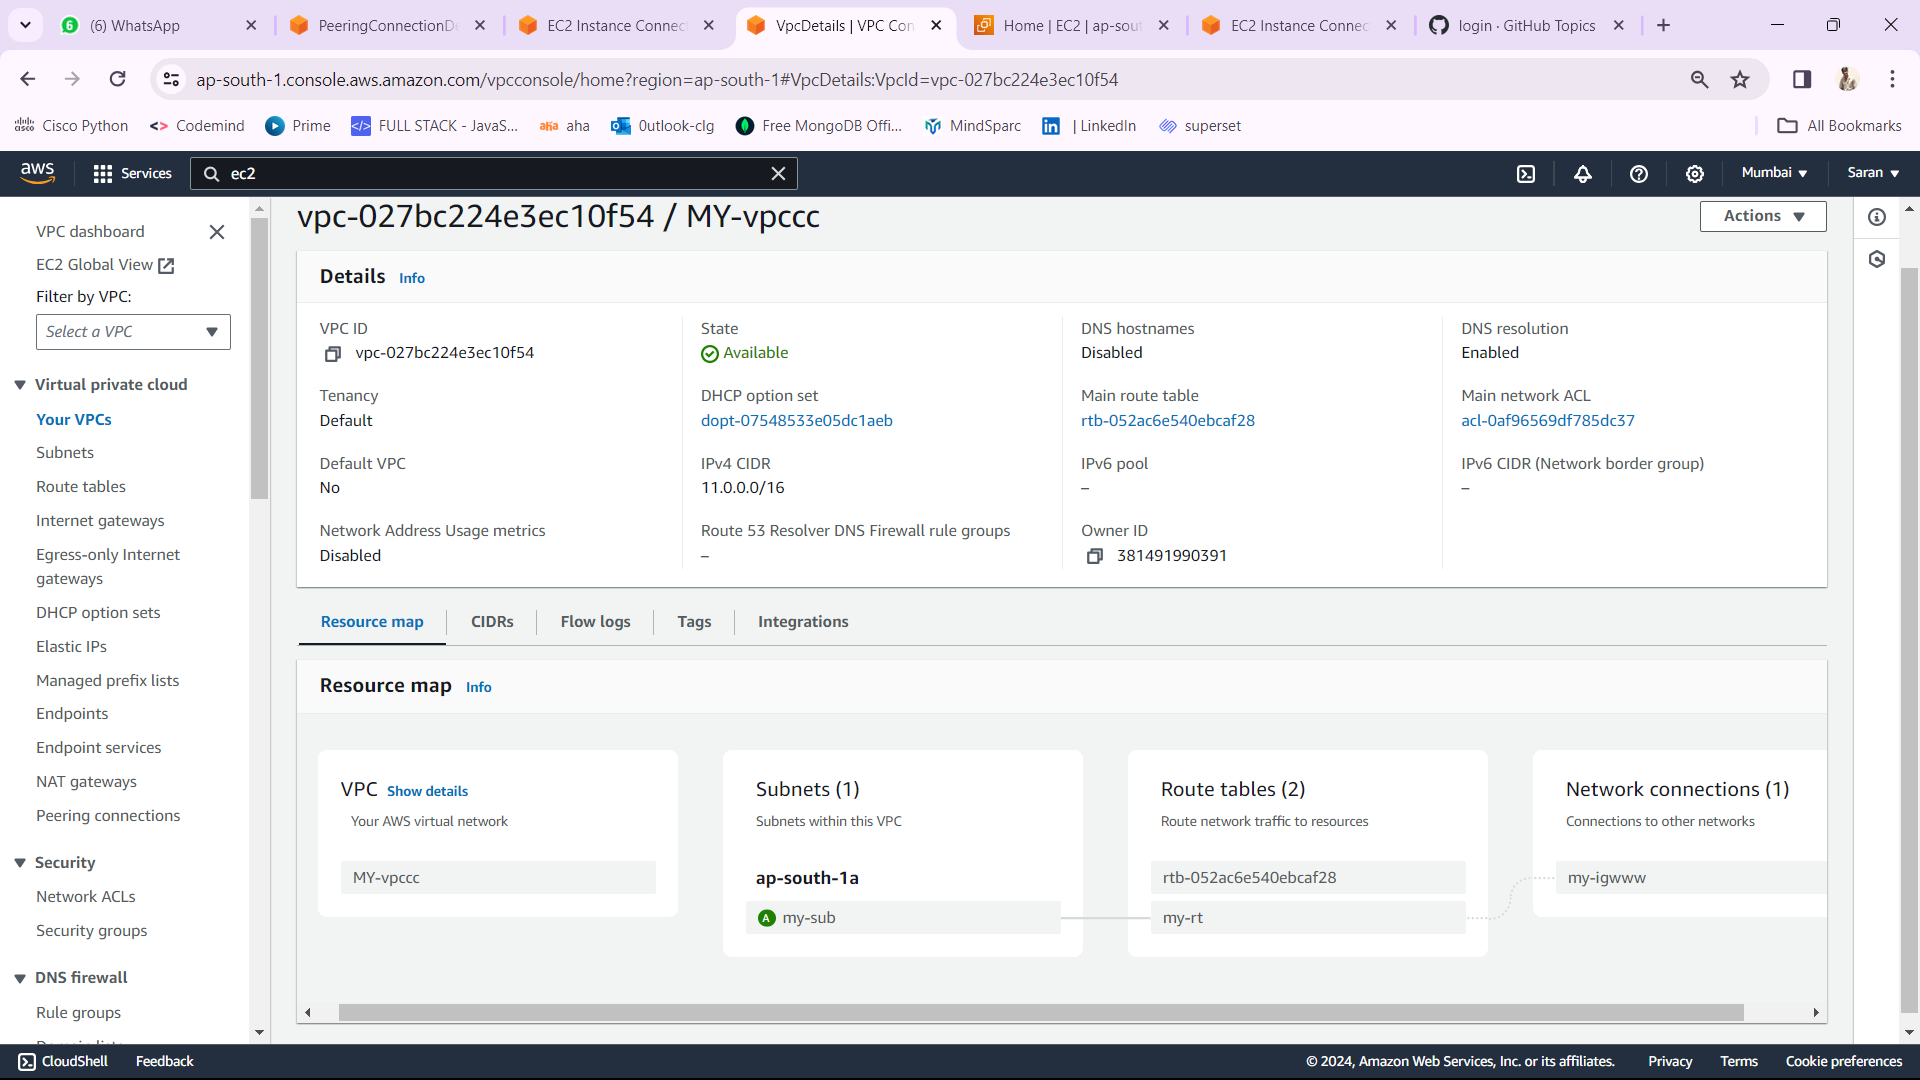 (6) WhatsApp
PeeringConnectionDe
EC2 Instance Connect
VpcDetails | VPC Con
Home | EC2 | ap-sout
EC2 Instance Connec
login · GitHub Topics
ap-south-1.console.aws.amazon.com/vpcconsole/home?region=ap-south-1#VpcDetails:VpcId=vpc-027bc224e3ec10f54
Cisco Python
Codemind
Prime
FULL STACK - JavaS...
aha
0utlook-clg
Free MongoDB Offi...
MindSparc
| LinkedIn
superset
All Bookmarks
aws
Services
ec2
Mumbai
Saran
VPC dashboard
EC2 Global View
Filter by VPC:
Select a VPC
Virtual private cloud
Your VPCs
Subnets
Route tables
Internet gateways
Egress-only Internet
gateways
DHCP option sets
Elastic IPs
Managed prefix lists
Endpoints
Endpoint services
NAT gateways
Peering connections
Security
Network ACLs
Security groups
DNS firewall
Rule groups
vpc-027bc224e3ec10f54 / MY-vpccc
Actions
Details Info
VPC ID
vpc-027bc224e3ec10f54
State
Available
DNS hostnames
Disabled
DNS resolution
Enabled
Tenancy
Default
DHCP option set
dopt-07548533e05dc1aeb
Main route table
rtb-052ac6e540ebcaf28
Main network ACL
acl-0af96569df785dc37
Default VPC
No
IPv4 CIDR
11.0.0.0/16
IPv6 pool
–
IPv6 CIDR (Network border group)
–
Network Address Usage metrics
Disabled
Route 53 Resolver DNS Firewall rule groups
–
Owner ID
381491990391
Resource map
CIDRs
Flow logs
Tags
Integrations
Resource map Info
VPC Show details
Your AWS virtual network
MY-vpccc
Subnets (1)
Subnets within this VPC
ap-south-1a
A my-sub
Route tables (2)
Route network traffic to resources
rtb-052ac6e540ebcaf28
my-rt
Network connections (1)
Connections to other networks
my-igwww
CloudShell
Feedback
© 2024, Amazon Web Services, Inc. or its affiliates.
Privacy
Terms
Cookie preferences